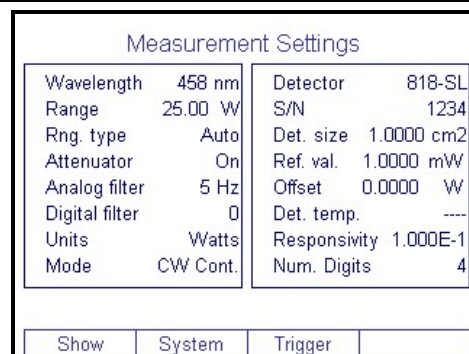 Measurement Settings
Wavelength 458 nm
Range 25.00 W
Rng. type Auto
Attenuator On
Analog filter 5 Hz
Digital filter 0
Units Watts
Mode CW Cont.
Detector 818-SL
S/N 1234
Det. size 1.0000 cm2
Ref. val. 1.0000 mW
Offset 0.0000 W
Det. temp. ----
Responsivity 1.000E-1
Num. Digits 4
Show System Trigger